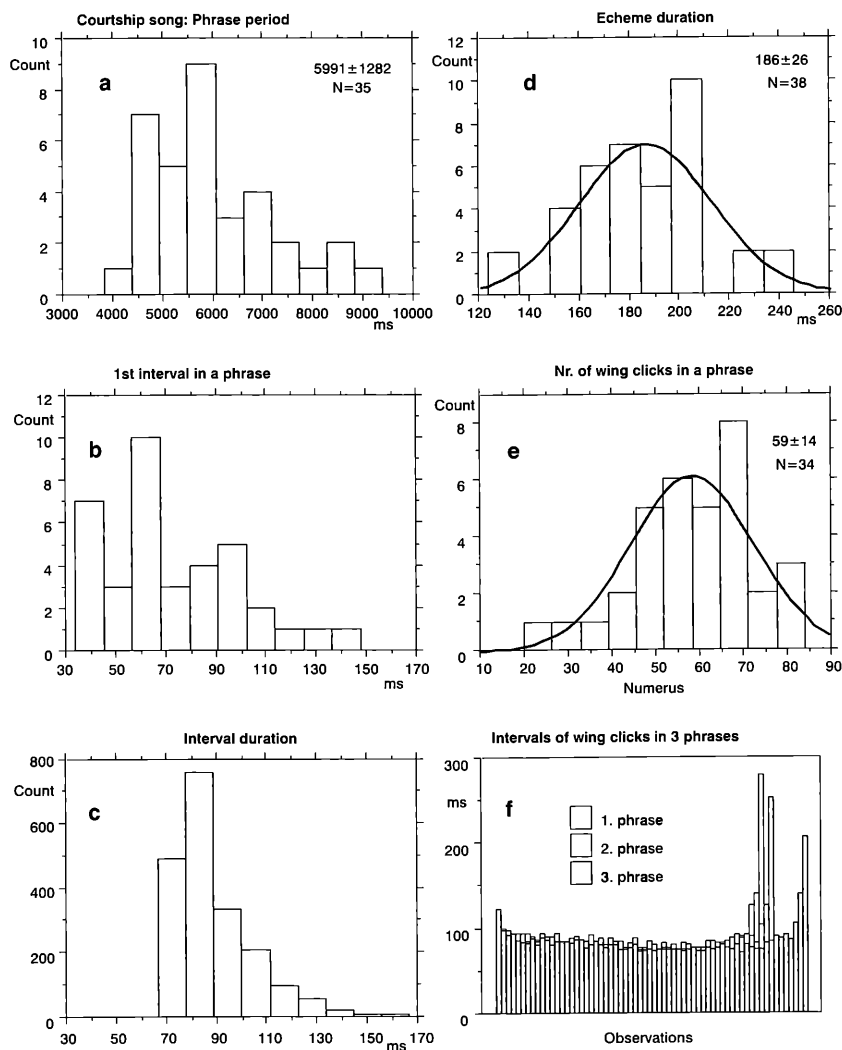 Courtship song: Phrase period
10
Count
8
6
4
2
0
a
5991±1282
N=35
3000 4000 5000 6000 7000 8000 9000 10000
ms
Echeme duration
12
Count
10
8
6
4
2
0
d
186±26
N=38
120 140 160 180 200 220 240 260
ms
1st interval in a phrase
12
Count
10
8
6
4
2
0
b
30 50 70 90 110 130 150 170
ms
Nr. of wing clicks in a phrase
Count
8
6
4
2
0
e
59±14
N=34
10 20 30 40 50 60 70 80 90
Numerus
Interval duration
800
Count
600
400
200
0
c
30 50 70 90 110 130 150 170
ms
Intervals of wing clicks in 3 phrases
300
ms
200
100
0
f
1. phrase
2. phrase
3. phrase
Observations